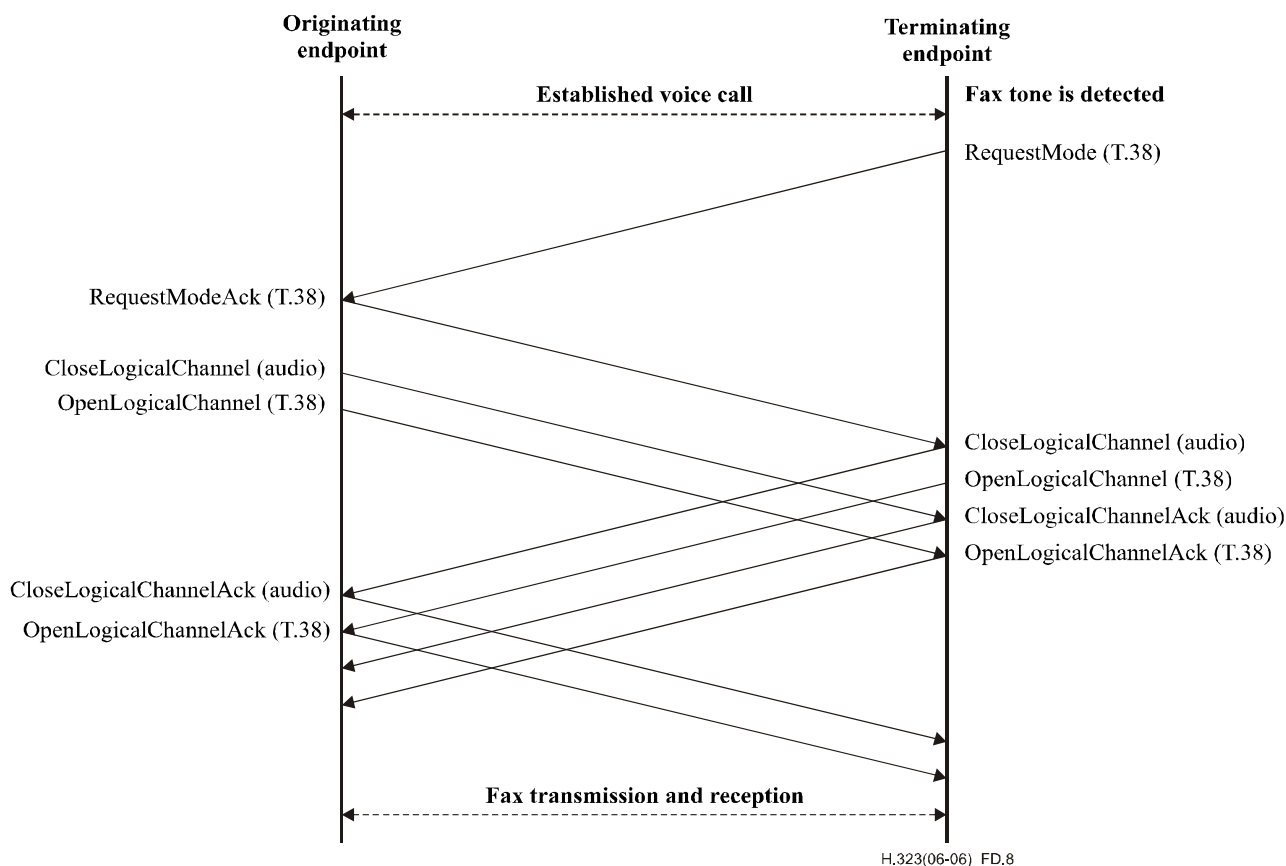 Originating
endpoint
Terminating
endpoint
Established voice call
Fax tone is detected
RequestMode (T.38)
RequestModeAck (T.38)
CloseLogicalChannel (audio)
OpenLogicalChannel (T.38)
CloseLogicalChannel (audio)
OpenLogicalChannel (T.38)
CloseLogicalChannelAck (audio)
OpenLogicalChannelAck (T.38)
CloseLogicalChannelAck (audio)
OpenLogicalChannelAck (T.38)
Fax transmission and reception
H.323(06-06)_FD.8